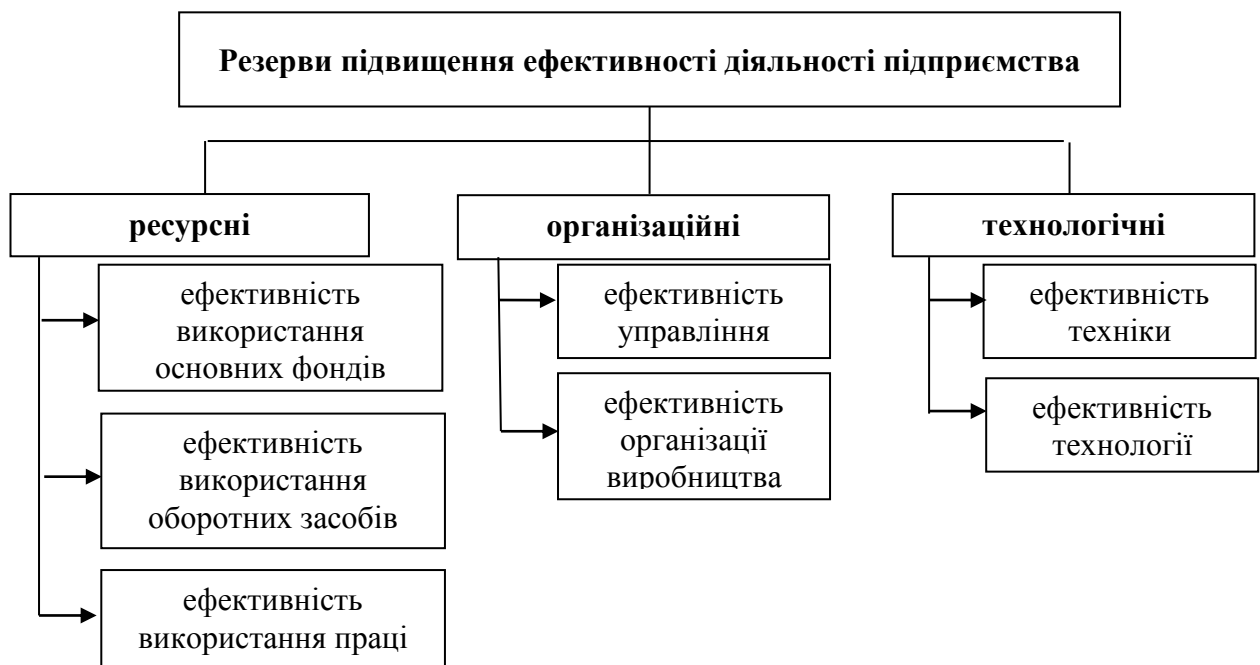 Резерви підвищення ефективності діяльності підприємства
ресурсні
ефективність
використання
основних фондів
ефективність
використання
оборотних засобів
ефективність
використання праці
організаційні
ефективність
управління
ефективність
організації
виробництва
технологічні
ефективність
техніки
ефективність
технології